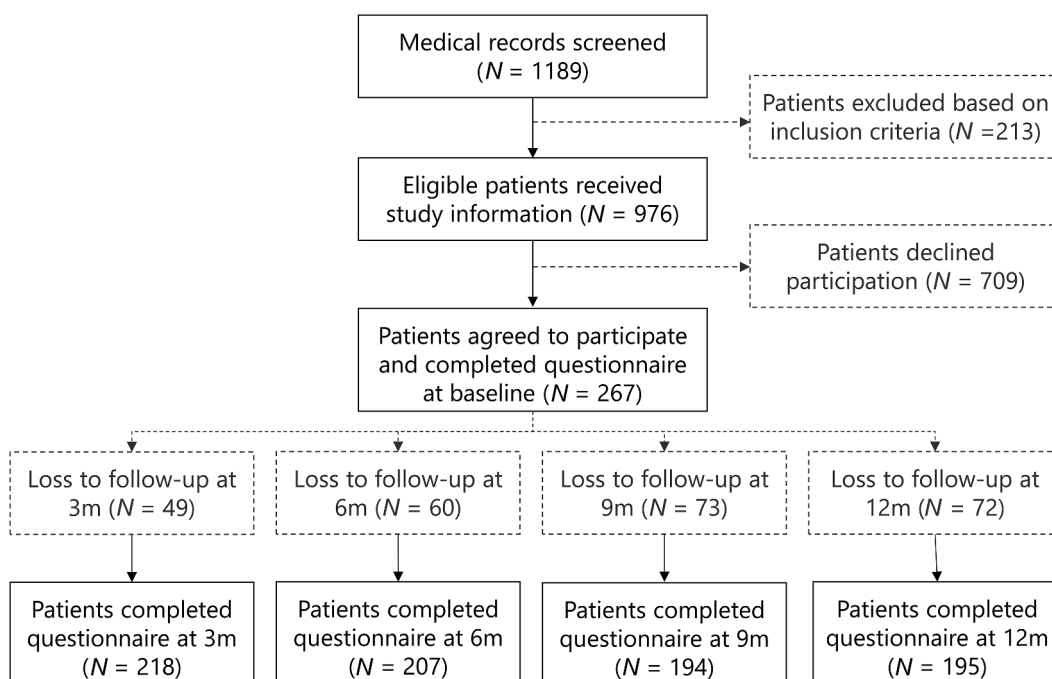 Medical records screened
(N = 1189)
Patients excluded based on
inclusion criteria (N =213)
Eligible patients received
study information (N = 976)
Patients declined
participation (N = 709)
Patients agreed to participate
and completed questionnaire
at baseline (N = 267)
Loss to follow-up at
3m (N = 49)
Loss to follow-up at
6m (N = 60)
Loss to follow-up at
9m (N = 73)
Loss to follow-up at
12m (N = 72)
Patients completed
questionnaire at 3m
(N = 218)
Patients completed
questionnaire at 6m
(N = 207)
Patients completed
questionnaire at 9m
(N = 194)
Patients completed
questionnaire at 12m
(N = 195)